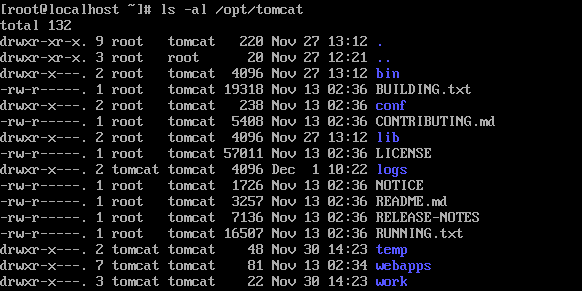 [root@localhost ~]# ls -al /opt/tomcat
total 132
drwxr-xr-x. 9 root   tomcat   220 Nov 27 13:12 .
drwxr-xr-x. 3 root   root      20 Nov 27 12:21 ..
drwxr-x---. 2 root   tomcat  4096 Nov 27 13:12 bin
-rw-r-----. 1 root   tomcat 19318 Nov 13 02:36 BUILDING.txt
drwxr-x---. 2 root   tomcat   238 Nov 13 02:36 conf
-rw-r-----. 1 root   tomcat  5408 Nov 13 02:36 CONTRIBUTING.md
drwxr-x---. 2 root   tomcat  4096 Nov 27 13:12 lib
-rw-r-----. 1 root   tomcat 57011 Nov 13 02:36 LICENSE
drwxr-x---. 2 tomcat tomcat  4096 Dec  1 10:22 logs
-rw-r-----. 1 root   tomcat  1726 Nov 13 02:36 NOTICE
-rw-r-----. 1 root   tomcat  3257 Nov 13 02:36 README.md
-rw-r-----. 1 root   tomcat  7136 Nov 13 02:36 RELEASE-NOTES
-rw-r-----. 1 root   tomcat 16507 Nov 13 02:36 RUNNING.txt
drwxr-x---. 2 tomcat tomcat    48 Nov 30 14:23 temp
drwxr-x---. 7 tomcat tomcat    81 Nov 13 02:34 webapps
drwxr-x---. 3 tomcat tomcat    22 Nov 30 14:23 work